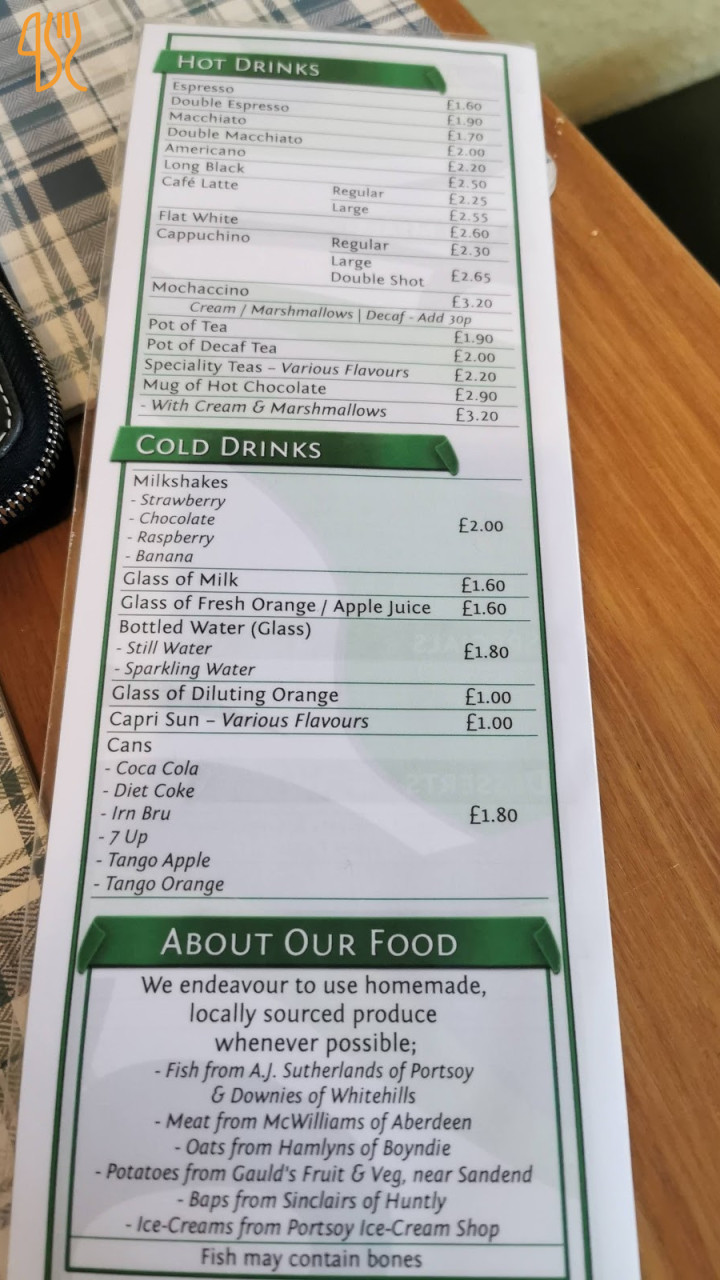 HOT DRINKS
Espresso £1.60
Double Espresso £1.90
Macchiato £1.70
Double Macchiato £2.00
Americano £2.20
Long Black £2.50
Café Latte Regular £2.25
Large £2.55
Flat White £2.60
Cappuchino Regular £2.30
Large
Double Shot £2.65
Mochaccino £3.20
Cream / Marshmallows | Decaf - Add 30p
Pot of Tea £1.90
Pot of Decaf Tea £2.00
Speciality Teas – Various Flavours £2.20
Mug of Hot Chocolate £2.90
- With Cream & Marshmallows £3.20
COLD DRINKS
Milkshakes
- Strawberry
- Chocolate £2.00
- Raspberry
- Banana
Glass of Milk £1.60
Glass of Fresh Orange / Apple Juice £1.60
Bottled Water (Glass)
- Still Water £1.80
- Sparkling Water
Glass of Diluting Orange £1.00
Capri Sun – Various Flavours £1.00
Cans
- Coca Cola
- Diet Coke
- Irn Bru £1.80
- 7 Up
- Tango Apple
- Tango Orange
ABOUT OUR FOOD
We endeavour to use homemade,
locally sourced produce
whenever possible;
- Fish from A.J. Sutherlands of Portsoy
& Downies of Whitehills
- Meat from McWilliams of Aberdeen
- Oats from Hamlyns of Boyndie
- Potatoes from Gauld's Fruit & Veg, near Sandend
- Baps from Sinclairs of Huntly
- Ice-Creams from Portsoy Ice-Cream Shop
Fish may contain bones